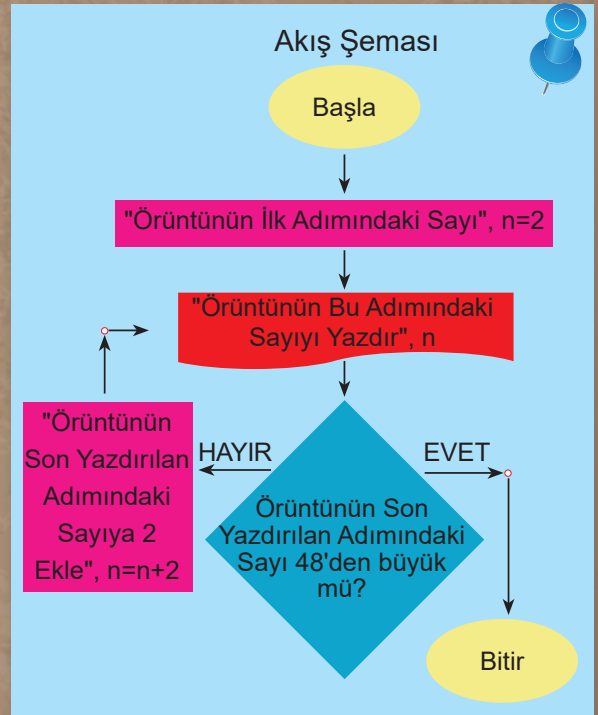 Akış Şeması
Başla
"Örüntünün İlk Adımındaki Sayı", n=2
"Örüntünün Bu Adımındaki
Sayıyı Yazdır", n
"Örüntünün
Son Yazdırılan
Adımındaki
Sayıya 2
Ekle", n=n+2
HAYIR
EVET
Örüntünün Son
Yazdırılan Adımındaki
Sayı 48'den büyük
mü?
Bitir